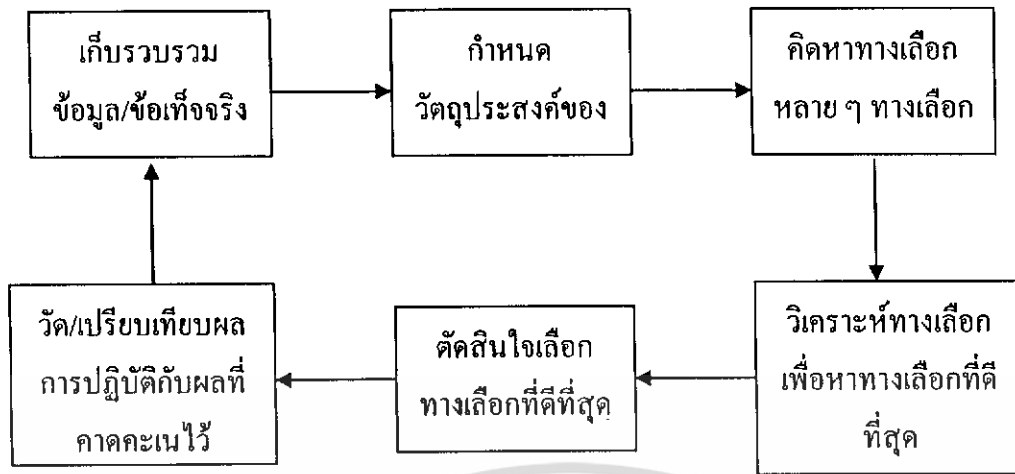 เก็บรวบรวม
ข้อมูล/ข้อเท็จจริง
กำหนด
วัตถุประสงค์ของ
คิดหาทางเลือก
หลาย ๆ ทางเลือก
วิเคราะห์ทางเลือก
เพื่อหาทางเลือกที่ดี
ที่สุด
ตัดสินใจเลือก
ทางเลือกที่ดีที่สุด
วัด/เปรียบเทียบผล
การปฏิบัติกับผลที่
คาดคะเนไว้